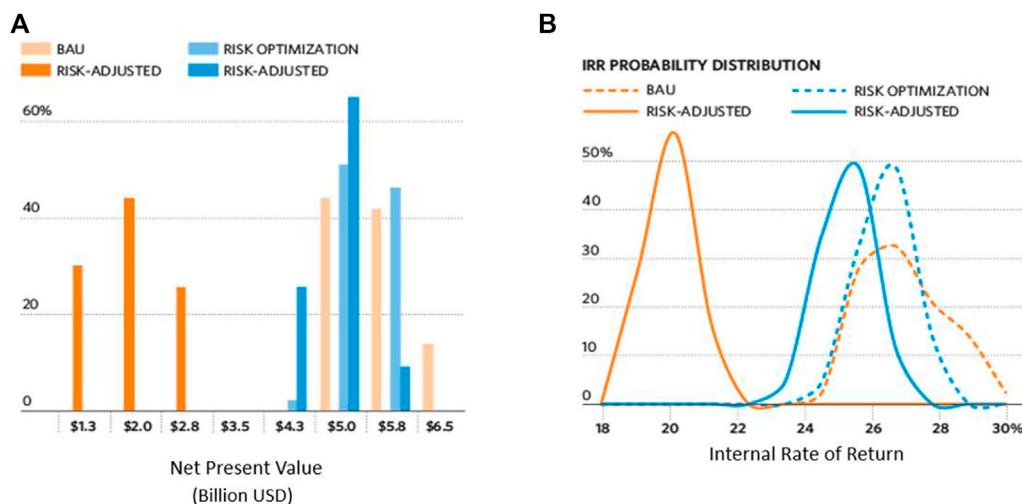 A
BAU
RISK OPTIMIZATION
RISK-ADJUSTED
RISK-ADJUSTED
60%
40
20
0
$1.3 $2.0 $2.8 $3.5 $4.3 $5.0 $5.8 $6.5
Net Present Value
(Billion USD)
B
IRR PROBABILITY DISTRIBUTION
BAU
RISK OPTIMIZATION
RISK-ADJUSTED
RISK-ADJUSTED
50%
40
30
20
10
0
18 20 22 24 26 28 30%
Internal Rate of Return